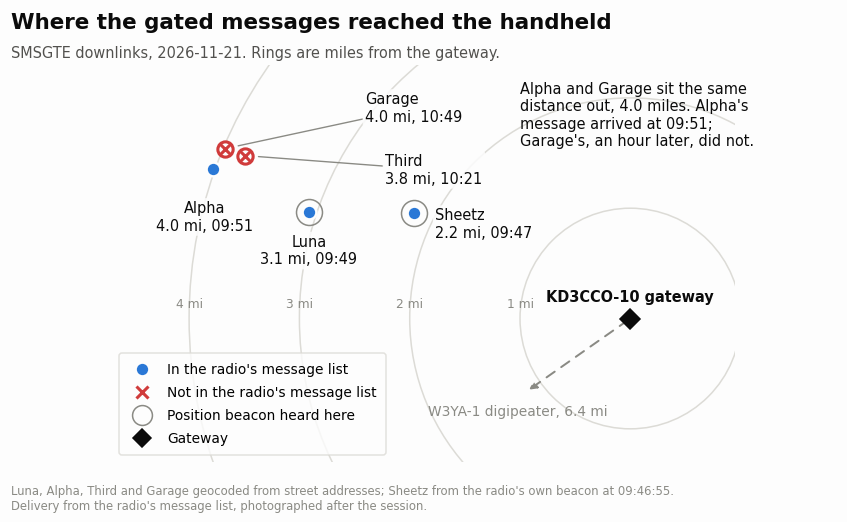 Where the gated messages reached the handheld
SMSGTE downlinks, 2026-11-21. Rings are miles from the gateway.
Garage
4.0 mi, 10:49
Alpha and Garage sit the same
distance out, 4.0 miles. Alpha's
message arrived at 09:51;
Garage's, an hour later, did not.
Third
3.8 mi, 10:21
Alpha
4.0 mi, 09:51
Luna
3.1 mi, 09:49
Sheetz
2.2 mi, 09:47
4 mi
3 mi
2 mi
1 mi
KD3CCO-10 gateway
W3YA-1 digipeater, 6.4 mi
In the radio's message list
Not in the radio's message list
Position beacon heard here
Gateway
Luna, Alpha, Third and Garage geocoded from street addresses; Sheetz from the radio's own beacon at 09:46:55.
Delivery from the radio's message list, photographed after the session.